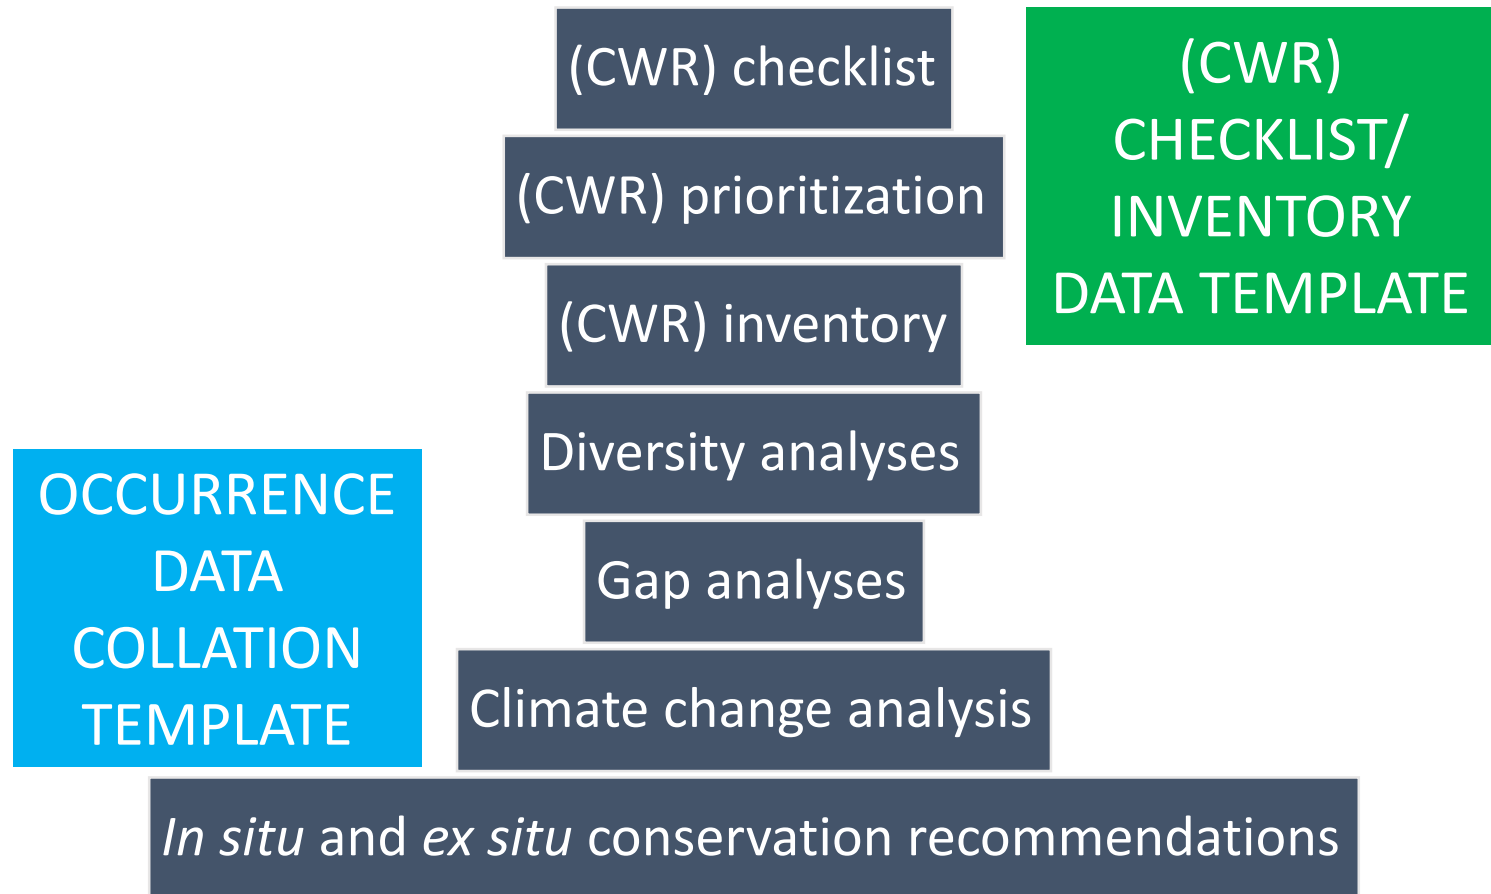 (CWR) checklist
(CWR) prioritization
(CWR) inventory
Diversity analyses
Gap analyses
Climate change analysis
In situ and ex situ conservation recommendations
(CWR)
CHECKLIST/
INVENTORY
DATA TEMPLATE
OCCURRENCE
DATA
COLLATION
TEMPLATE